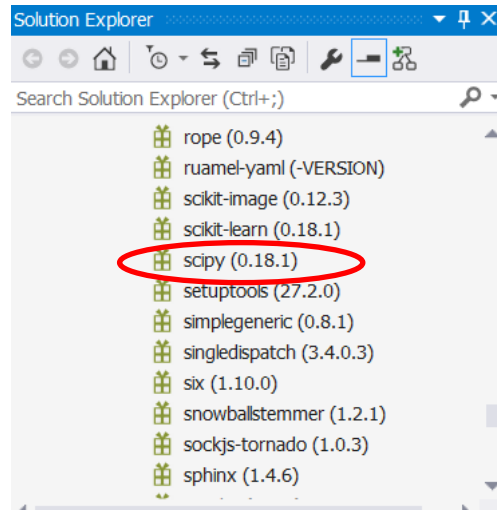 Solution Explorer
Search Solution Explorer (Ctrl+;)
rope (0.9.4)
ruamel-yaml (-VERSION)
scikit-image (0.12.3)
scikit-learn (0.18.1)
scipy (0.18.1)
setuptools (27.2.0)
simplegeneric (0.8.1)
singledispatch (3.4.0.3)
six (1.10.0)
snowballstemmer (1.2.1)
sockjs-tornado (1.0.3)
sphinx (1.4.6)